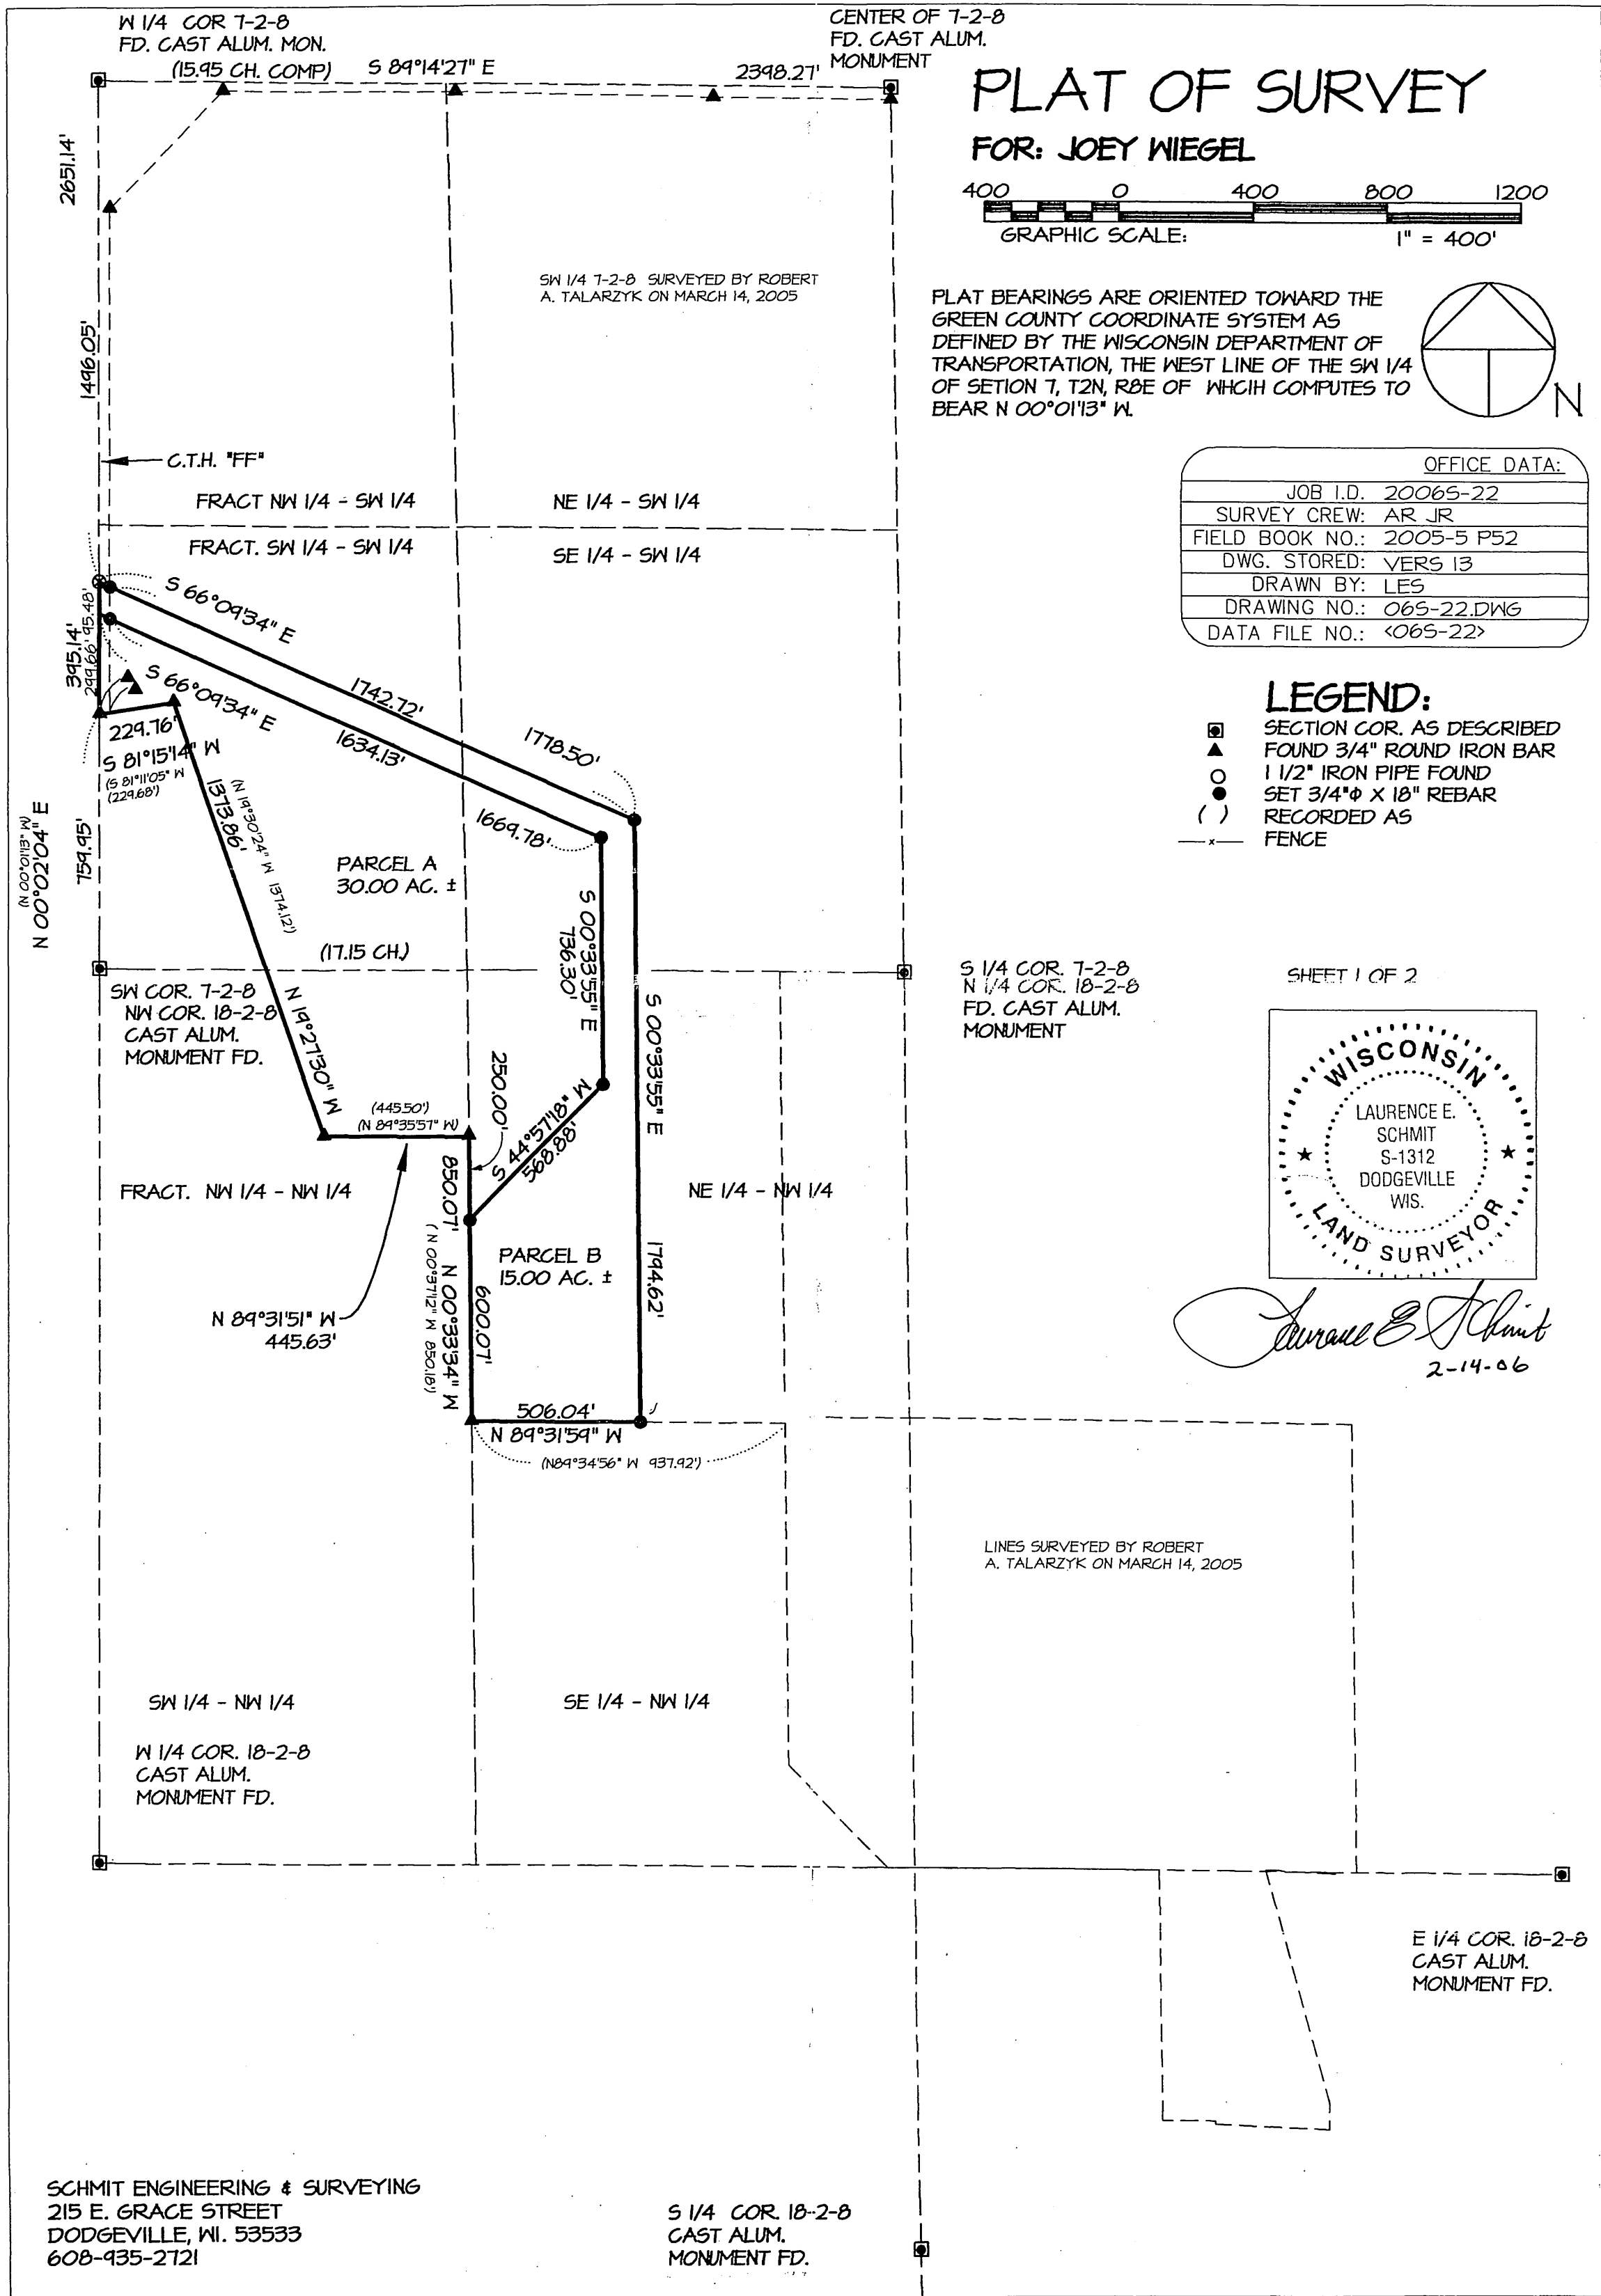 W 1/4 COR 7-2-8
FD. CAST ALUM. MON.
(15.95 CH. COMP)
S 89°14'27" E
2398.27'
CENTER OF 7-2-8
FD. CAST ALUM.
MONUMENT
PLAT OF SURVEY
FOR: JOEY WIEGEL
400 0 400 800 1200
GRAPHIC SCALE: 1" = 400'
2651.14'
1496.05'
SW 1/4 7-2-8 SURVEYED BY ROBERT
A. TALARZYK ON MARCH 14, 2005
PLAT BEARINGS ARE ORIENTED TOWARD THE
GREEN COUNTY COORDINATE SYSTEM AS
DEFINED BY THE WISCONSIN DEPARTMENT OF
TRANSPORTATION, THE WEST LINE OF THE SW 1/4
OF SETION 7, T2N, R8E OF WHCIH COMPUTES TO
BEAR N 00°01'13" W.
N
C.T.H. "FF"
FRACT NW 1/4 - SW 1/4
NE 1/4 - SW 1/4
FRACT. SW 1/4 - SW 1/4
SE 1/4 - SW 1/4
OFFICE DATA:
JOB I.D. 2006S-22
SURVEY CREW: AR JR
FIELD BOOK NO.: 2005-5 P52
DWG. STORED: VERS 13
DRAWN BY: LES
DRAWING NO.: 06S-22.DWG
DATA FILE NO.: <06S-22>
LEGEND:
SECTION COR. AS DESCRIBED
FOUND 3/4" ROUND IRON BAR
1 1/2" IRON PIPE FOUND
SET 3/4"Φ X 18" REBAR
( ) RECORDED AS
—x— FENCE
S 66°09'34" E
1742.72'
1778.50'
395.14'
299.66'
95.48'
S 66°09'34" E
1634.13'
1669.78'
229.76'
S 81°15'14" W
(S 81°11'05" W
(229.68')
1373.86'
(N 19°30'24" W 1374.12')
N 19°27'30" W
(N 00°01'13" W)
N 00°02'04" E
759.95'
PARCEL A
30.00 AC. ±
(17.15 CH.)
S 00°33'55" E
736.30'
S 00°33'55" E
1794.62'
SW COR. 7-2-8
NW COR. 18-2-8
CAST ALUM.
MONUMENT FD.
S 1/4 COR. 7-2-8
N 1/4 COR. 18-2-8
FD. CAST ALUM.
MONUMENT
SHEET 1 OF 2
WISCONSIN
LAURENCE E.
SCHMIT
S-1312
DODGEVILLE
WIS.
LAND SURVEYOR
Laurence E Schmit
2-14-06
(445.50')
(N 89°35'57" W)
250.00'
S 44°57'18" W
568.88'
FRACT. NW 1/4 - NW 1/4
NE 1/4 - NW 1/4
850.07'
N 00°33'34" W
(N 00°37'12" W 850.18')
600.07'
PARCEL B
15.00 AC. ±
N 89°31'51" W
445.63'
506.04'
N 89°31'59" W
(N89°34'56" W 937.92')
LINES SURVEYED BY ROBERT
A. TALARZYK ON MARCH 14, 2005
SW 1/4 - NW 1/4
SE 1/4 - NW 1/4
W 1/4 COR. 18-2-8
CAST ALUM.
MONUMENT FD.
E 1/4 COR. 18-2-8
CAST ALUM.
MONUMENT FD.
SCHMIT ENGINEERING & SURVEYING
215 E. GRACE STREET
DODGEVILLE, WI. 53533
608-935-2721
S 1/4 COR. 18-2-8
CAST ALUM.
MONUMENT FD.